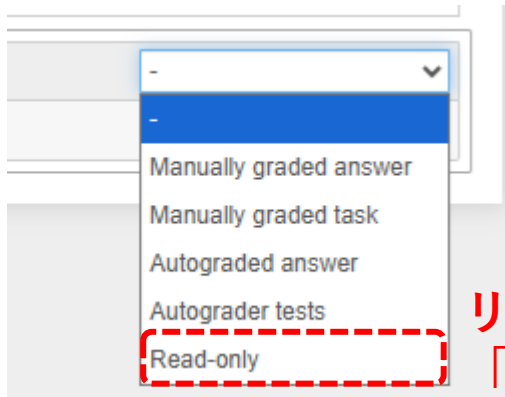 -
-
Manually graded answer
Manually graded task
Autograded answer
Autograder tests
リ
Read-only
「